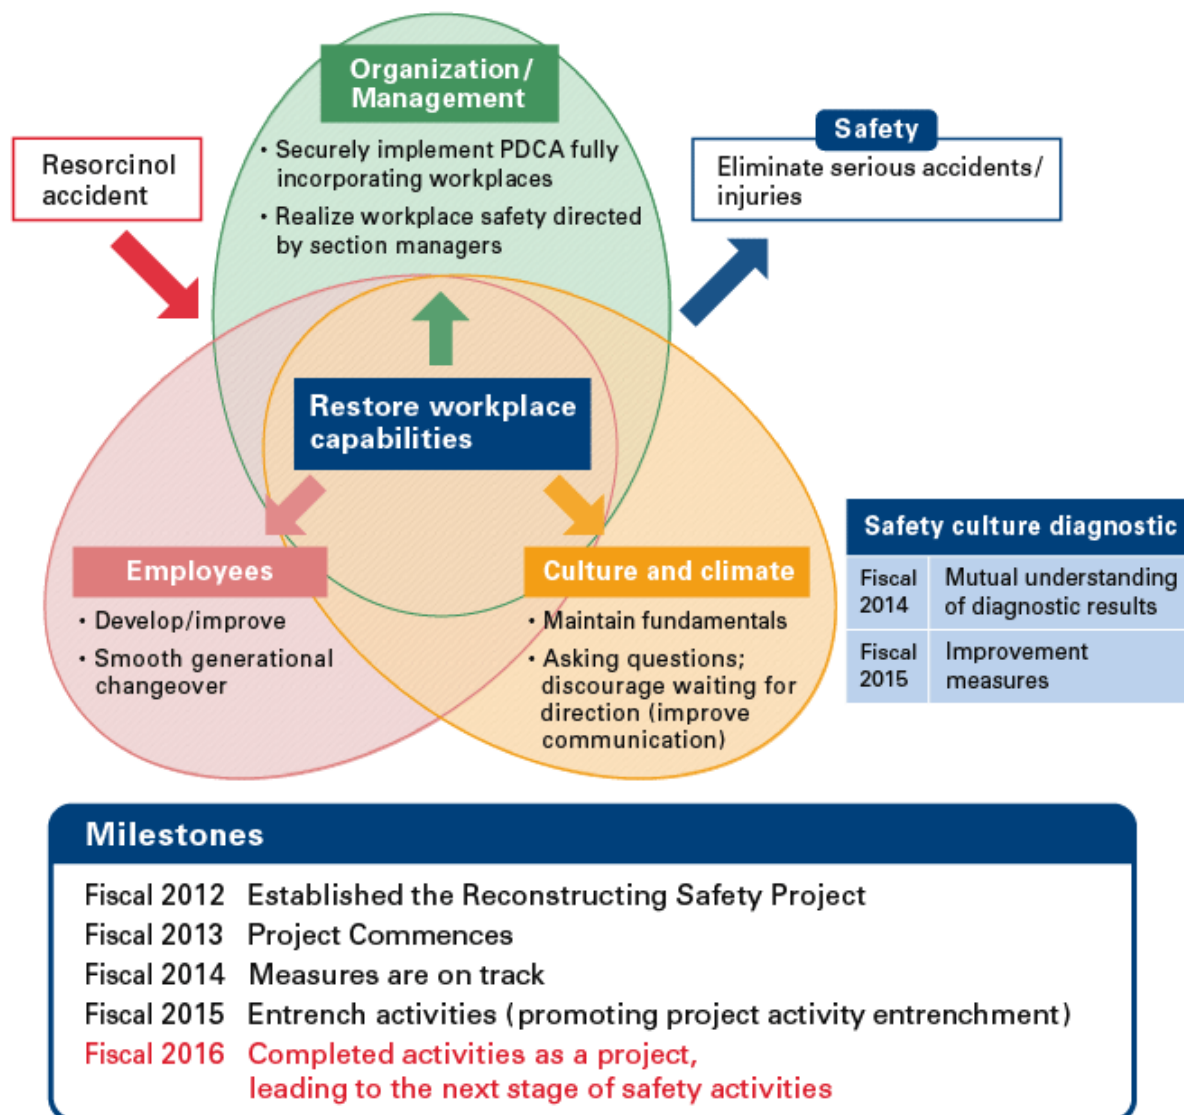 Organization/
Management
• Securely implement PDCA fully
incorporating workplaces
• Realize workplace safety directed
by section managers
Resorcinol
accident
Safety
Eliminate serious accidents/
injuries
Restore workplace
capabilities
Employees
• Develop/improve
• Smooth generational
changeover
Culture and climate
• Maintain fundamentals
• Asking questions;
discourage waiting for
direction (improve
communication)
Safety culture diagnostic
Fiscal
2014
Mutual understanding
of diagnostic results
Fiscal
2015
Improvement
measures
Milestones
Fiscal 2012 Established the Reconstructing Safety Project
Fiscal 2013 Project Commences
Fiscal 2014 Measures are on track
Fiscal 2015 Entrench activities (promoting project activity entrenchment)
Fiscal 2016 Completed activities as a project,
leading to the next stage of safety activities